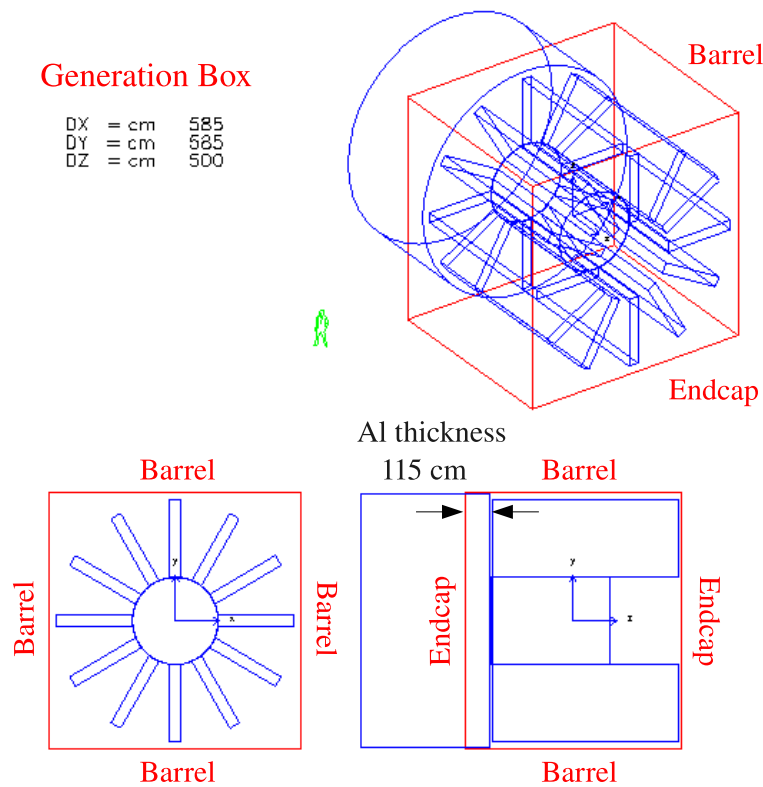 Generation Box
DX = cm 585
DY = cm 585
DZ = cm 500
Barrel
z
Endcap
Al thickness
115 cm
Barrel
Barrel
Barrel
Barrel
y
x
Barrel
Barrel
Endcap
Endcap
y
z
Barrel